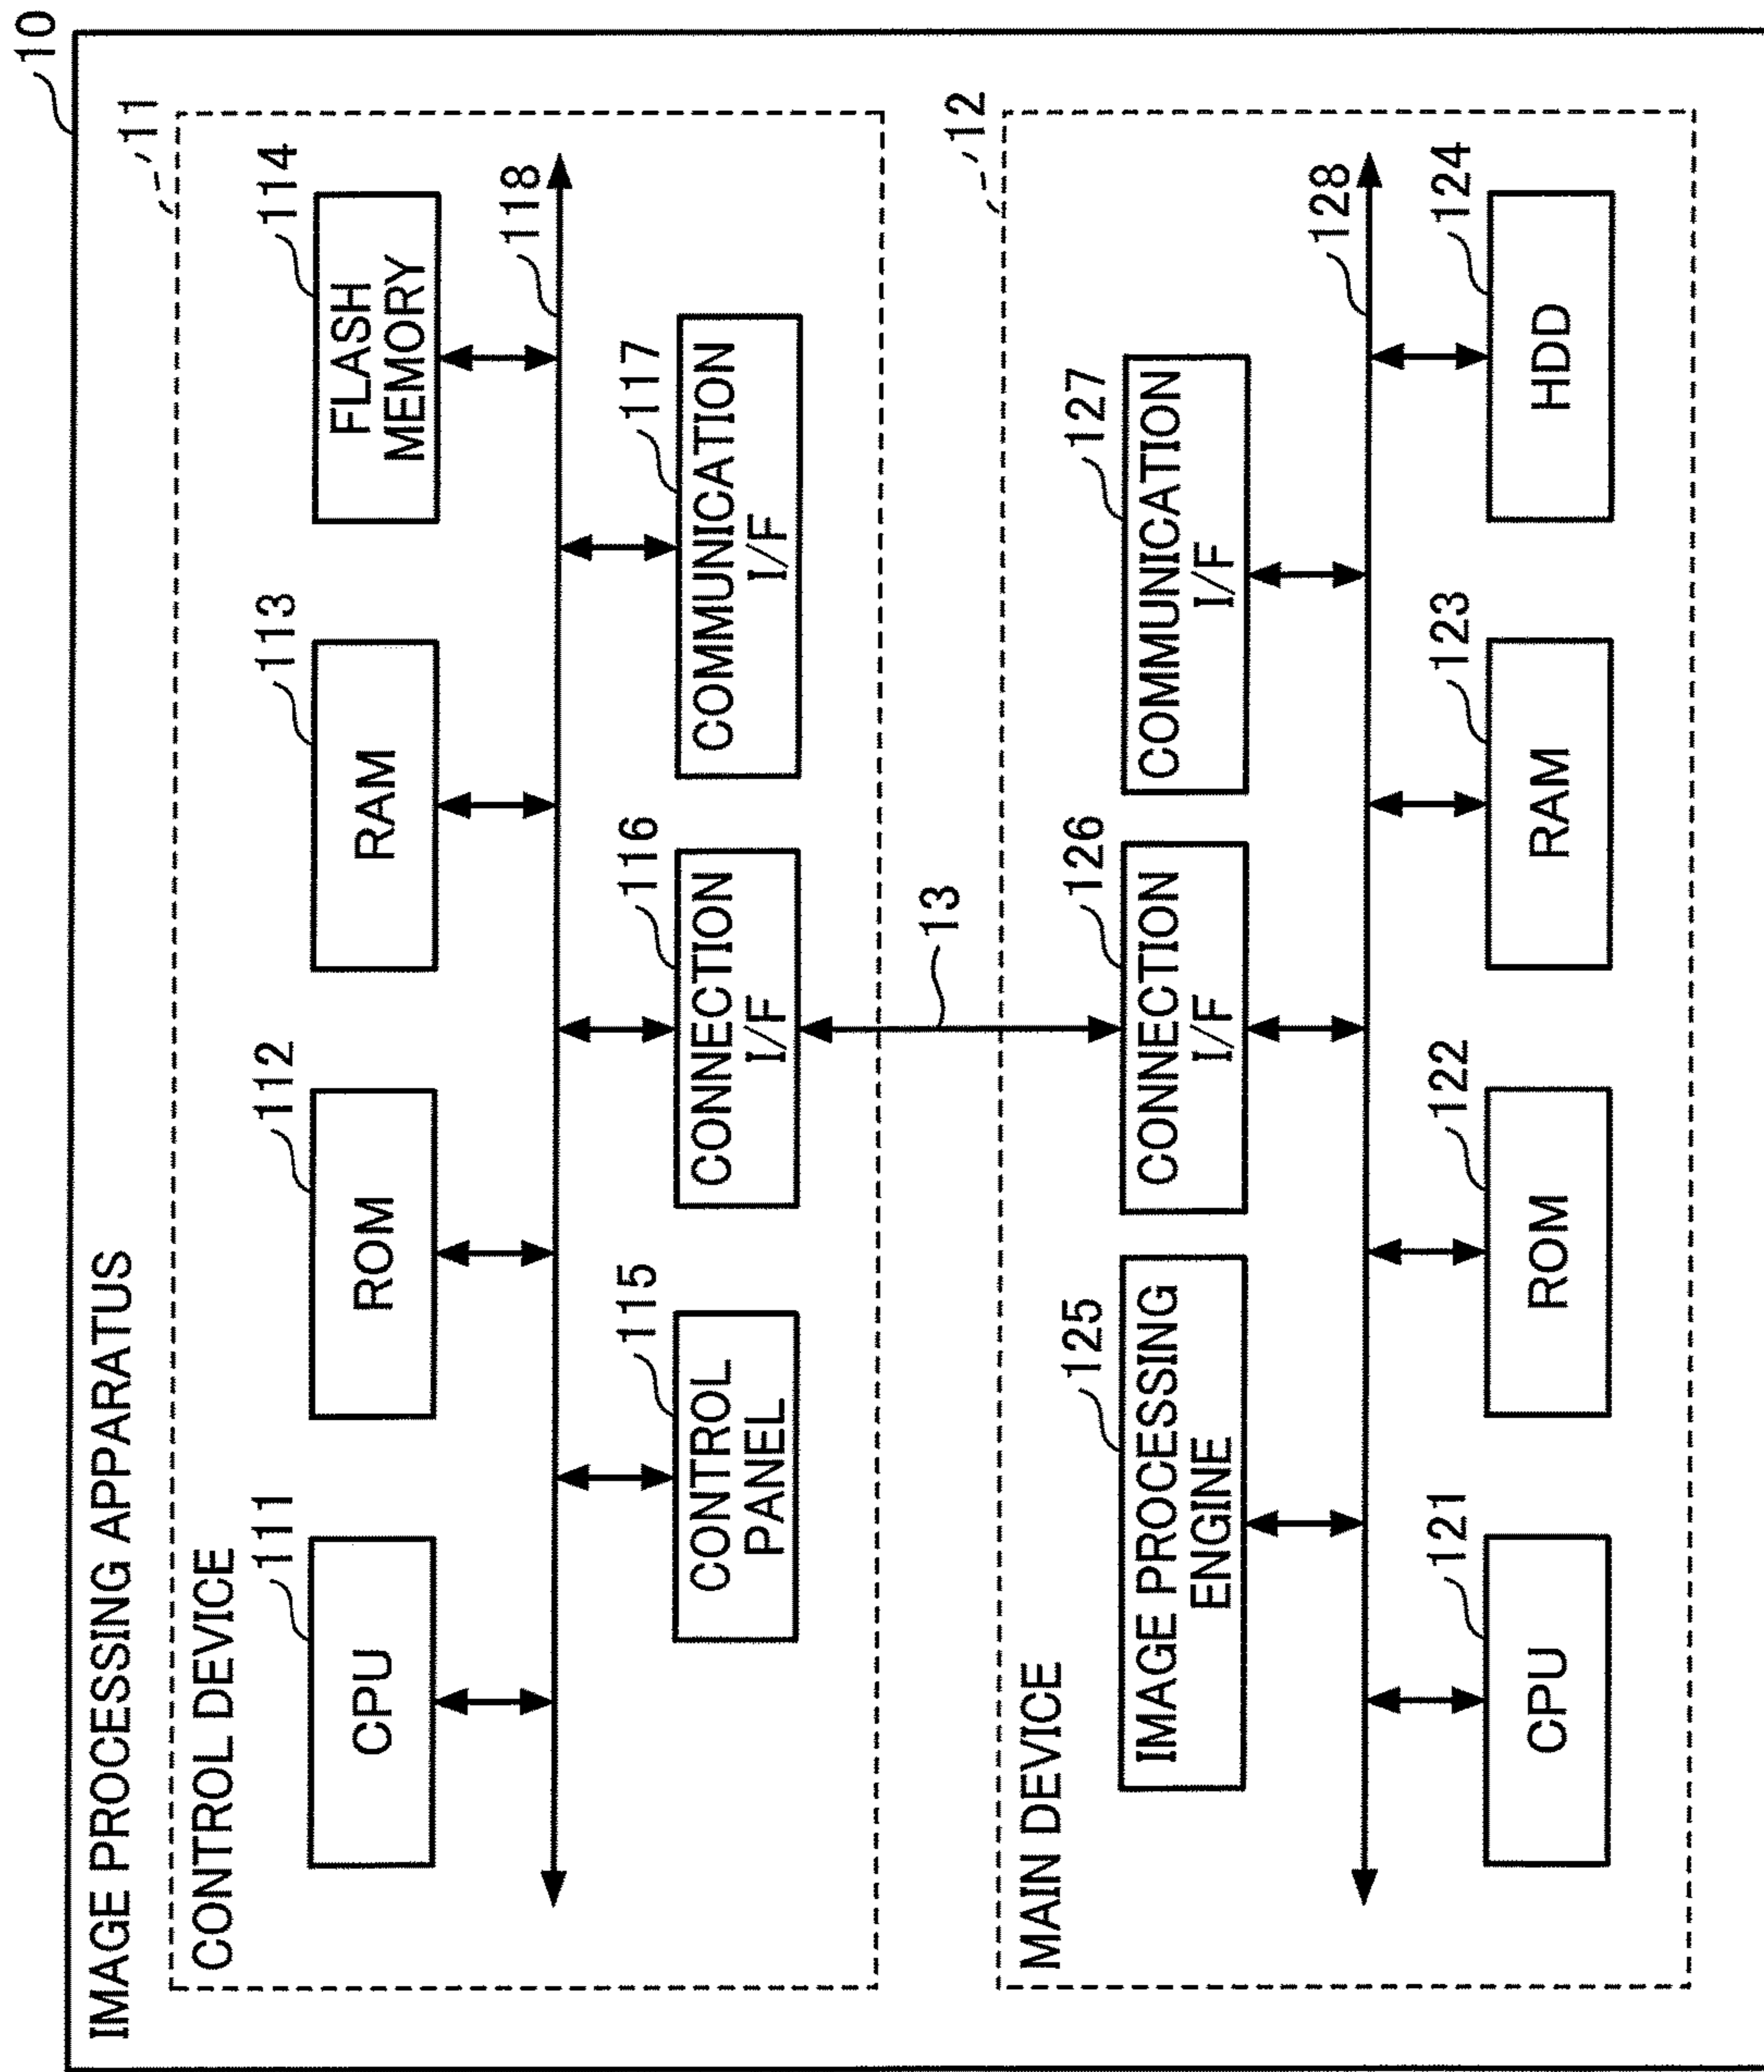 10
IMAGE PROCESSING APPARATUS
11
CONTROL DEVICE
111
112
113
114
CPU
ROM
RAM
FLASH
MEMORY
118
115
116
117
CONTROL
PANEL
CONNECTION
I/F
COMMUNICATION
I/F
13
12
MAIN DEVICE
125
126
127
IMAGE PROCESSING
ENGINE
CONNECTION
I/F
COMMUNICATION
I/F
128
121
122
123
124
CPU
ROM
RAM
HDD